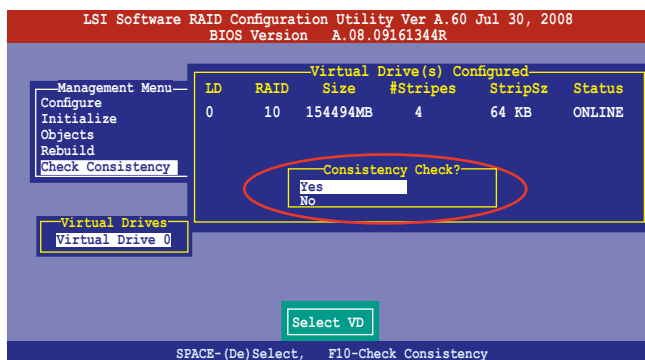 LSI Software RAID Configuration Utility Ver A.60 Jul 30, 2008
BIOS Version A.08.09161344R
Management Menu
Configure
Initialize
Objects
Rebuild
Check Consistency
Virtual Drive(s) Configured
LD RAID Size #Stripes StripSz Status
0 10 154494MB 4 64 KB ONLINE
Consistency Check?
Yes
No
Virtual Drives
Virtual Drive 0
Select VD
SPACE-(De)Select, F10-Check Consistency